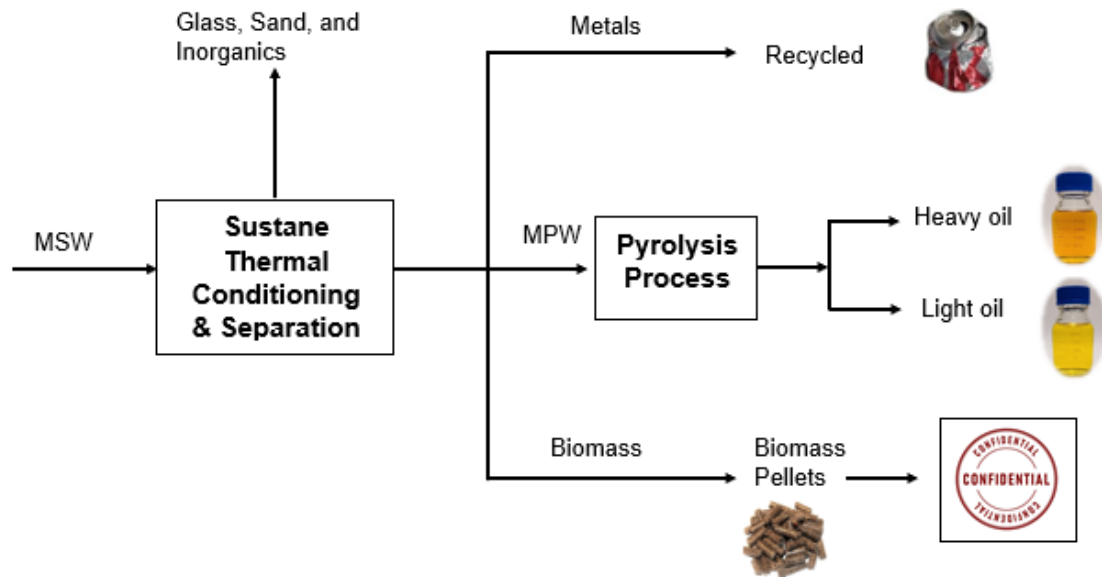 Glass, Sand, and
Inorganics
Metals
Recycled
MSW
Sustane
Thermal
Conditioning
& Separation
MPW
Pyrolysis
Process
Heavy oil
Light oil
Biomass
Biomass
Pellets
CONFIDENTIAL
CONFIDENTIAL
CONFIDENTIAL